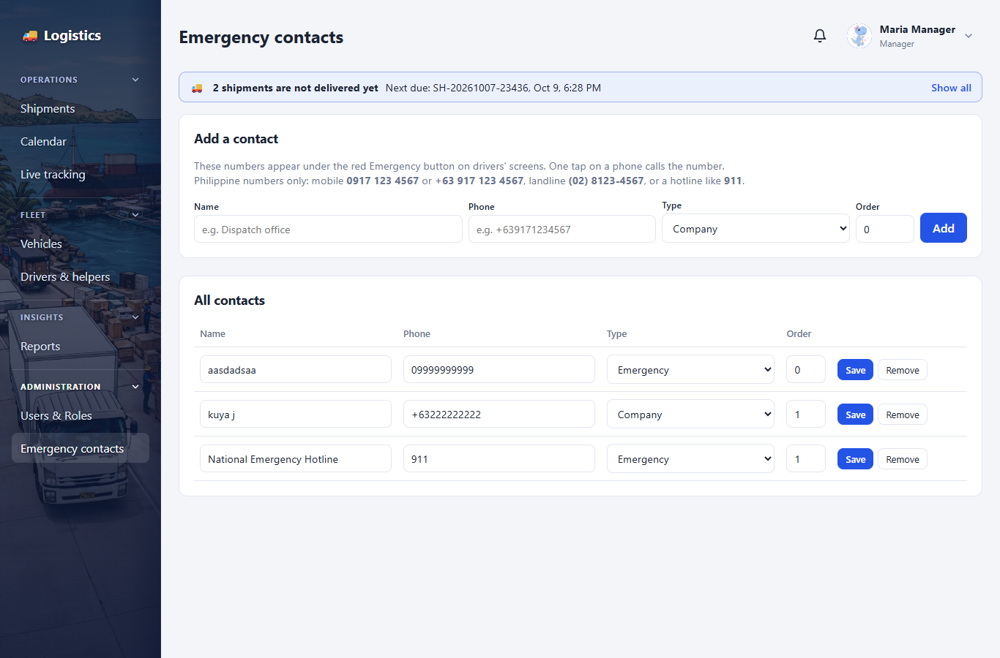 Logistics
OPERATIONS
Shipments
Calendar
Live tracking
FLEET
Vehicles
Drivers & helpers
INSIGHTS
Reports
ADMINISTRATION
Users & Roles
Emergency contacts
Emergency contacts
Maria Manager
Manager
2 shipments are not delivered yet Next due: SH-20261007-23436, Oct 9, 6:28 PM Show all
Add a contact
These numbers appear under the red Emergency button on drivers' screens. One tap on a phone calls the number.
Philippine numbers only: mobile 0917 123 4567 or +63 917 123 4567, landline (02) 8123-4567, or a hotline like 911.
Name Phone Type Order
e.g. Dispatch office e.g. +639171234567 Company 0 Add
All contacts
Name Phone Type Order
aasdadsaa 09999999999 Emergency 0 Save Remove
kuya j +63222222222 Company 1 Save Remove
National Emergency Hotline 911 Emergency 1 Save Remove